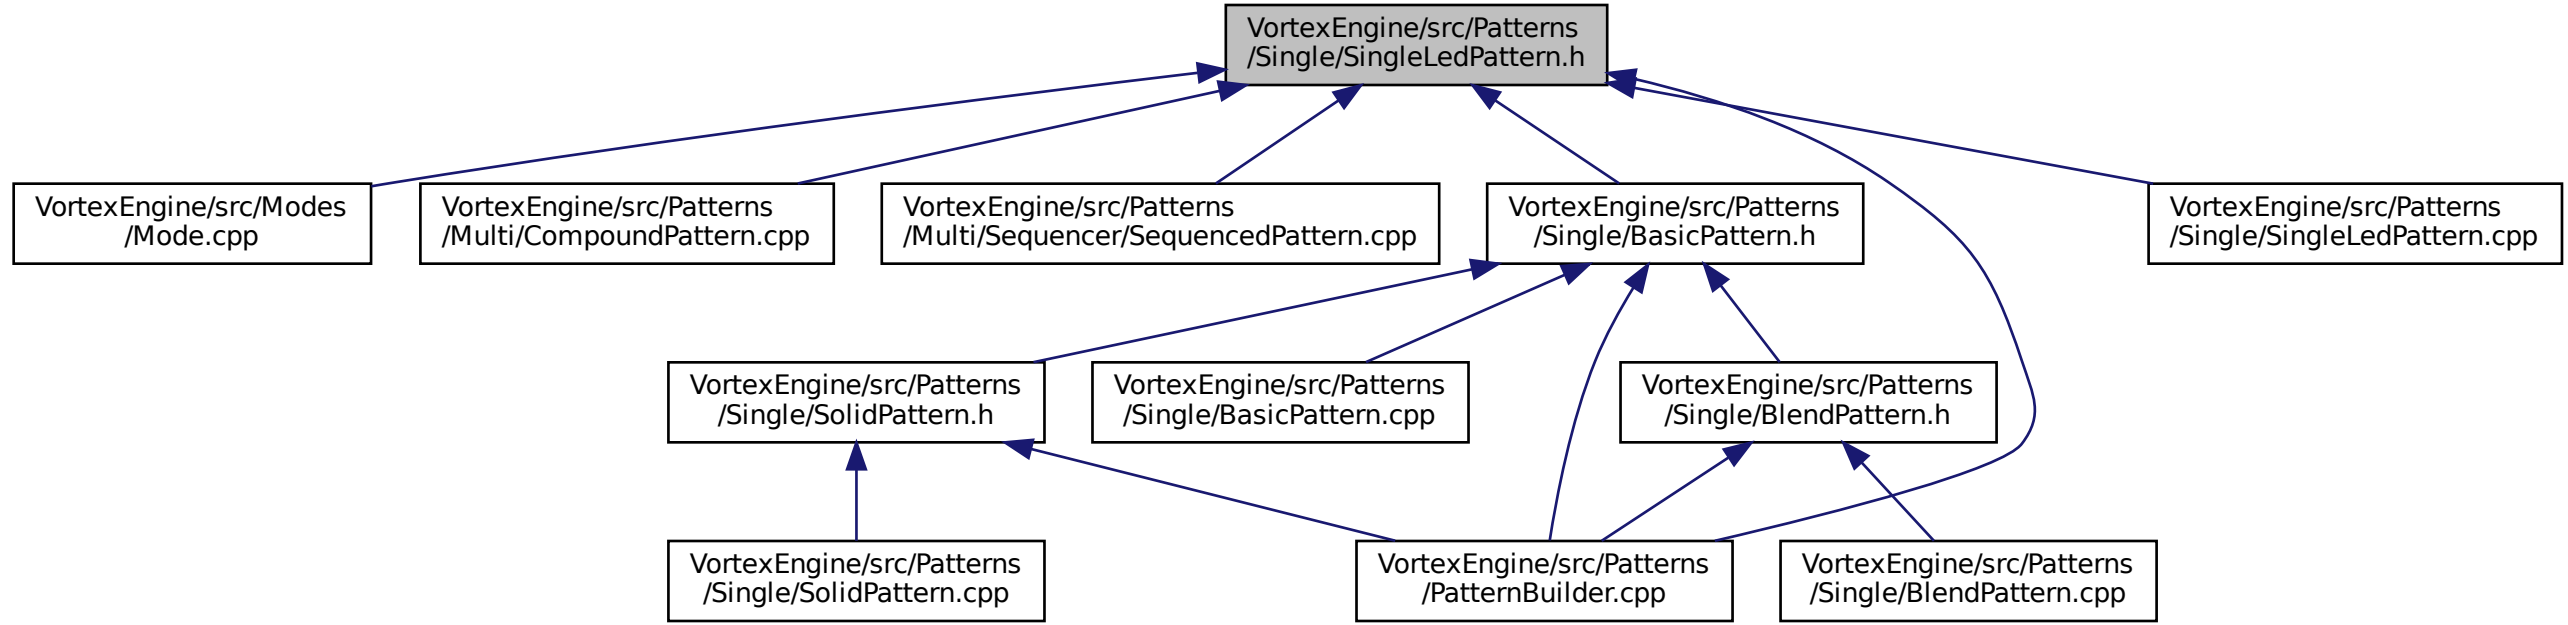 VortexEngine/src/Patterns
/Single/SingleLedPattern.h
VortexEngine/src/Modes
/Mode.cpp
VortexEngine/src/Patterns
/Multi/CompoundPattern.cpp
VortexEngine/src/Patterns
/Multi/Sequencer/SequencedPattern.cpp
VortexEngine/src/Patterns
/Single/BasicPattern.h
VortexEngine/src/Patterns
/Single/SingleLedPattern.cpp
VortexEngine/src/Patterns
/Single/SolidPattern.h
VortexEngine/src/Patterns
/Single/BasicPattern.cpp
VortexEngine/src/Patterns
/Single/BlendPattern.h
VortexEngine/src/Patterns
/Single/SolidPattern.cpp
VortexEngine/src/Patterns
/PatternBuilder.cpp
VortexEngine/src/Patterns
/Single/BlendPattern.cpp